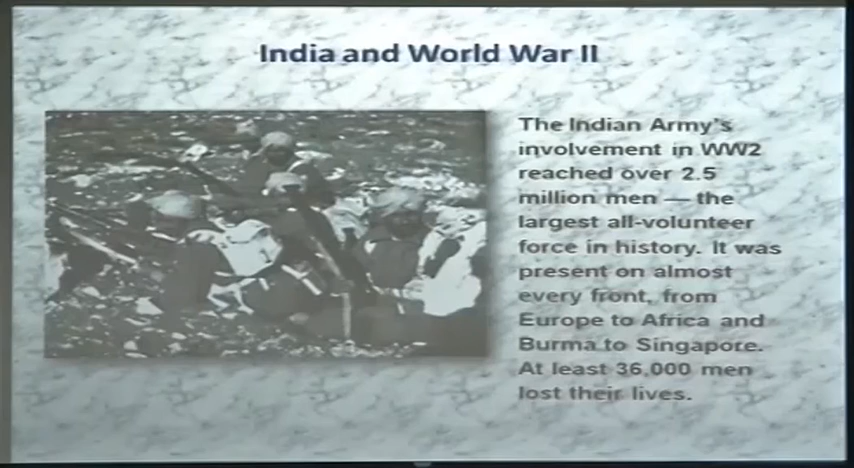 India and World War II
The Indian Army's
involvement in WW2
reached over 2.5
million men — the
largest all-volunteer
force in history. It was
present on almost
every front, from
Europe to Africa and
Burma to Singapore.
At least 36,000 men
lost their lives.